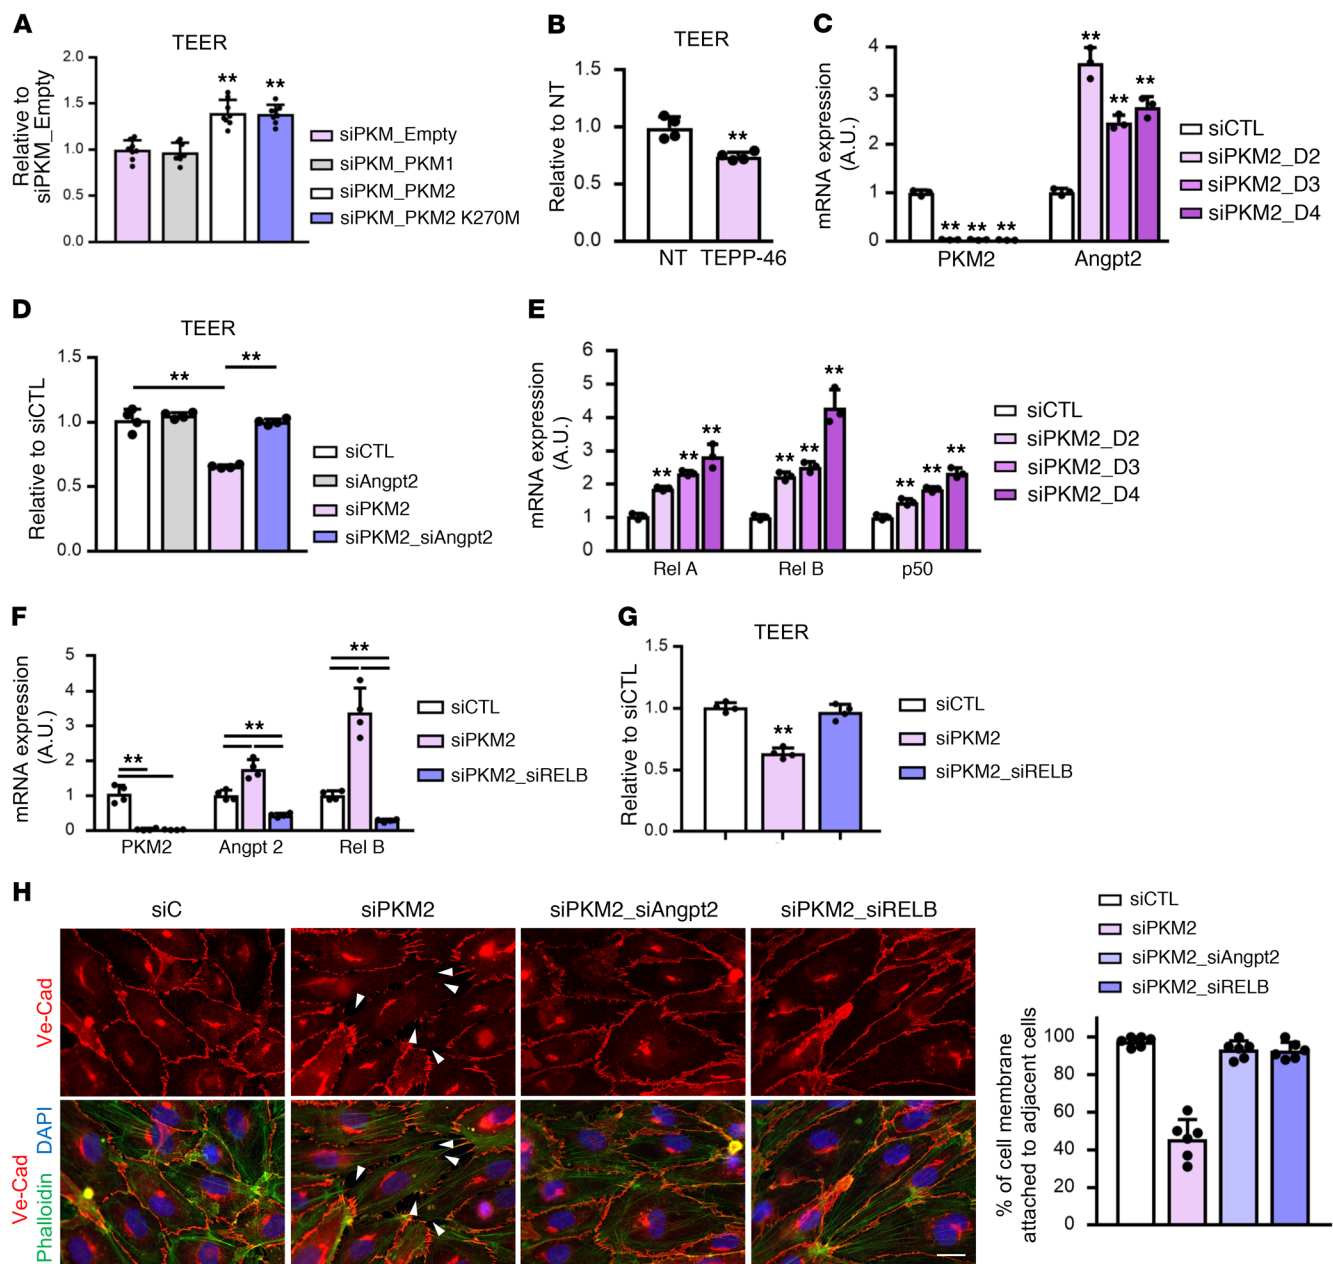 A
TEER
Relative to
siPKM_Empty
2.0
1.5
1.0
0.5
0.0
**
**
siPKM_Empty
siPKM_PKM1
siPKM_PKM2
siPKM_PKM2 K270M
B
TEER
Relative to NT
1.5
1.0
0.5
0.0
**
NT
TEPP-46
C
mRNA expression
(A.U.)
4
3
2
1
0
** ** **
**
**
**
PKM2
Angpt2
siCTL
siPKM2_D2
siPKM2_D3
siPKM2_D4
D
TEER
Relative to siCTL
1.5
1.0
0.5
0.0
**
**
siCTL
siAngpt2
siPKM2
siPKM2_siAngpt2
E
mRNA expression
(A.U.)
6
5
4
3
2
1
0
** ** **
** ** **
** ** **
Rel A
Rel B
p50
siCTL
siPKM2_D2
siPKM2_D3
siPKM2_D4
F
mRNA expression
(A.U.)
5
4
3
2
1
0
**
**
**
PKM2
Angpt 2
Rel B
siCTL
siPKM2
siPKM2_siRELB
G
TEER
Relative to siCTL
1.5
1.0
0.5
0.0
**
siCTL
siPKM2
siPKM2_siRELB
H
siC
siPKM2
siPKM2_siAngpt2
siPKM2_siRELB
Ve-Cad
Ve-Cad
Phalloidin DAPI
siCTL
siPKM2
siPKM2_siAngpt2
siPKM2_siRELB
% of cell membrane
attached to adjacent cells
100
80
60
40
20
0